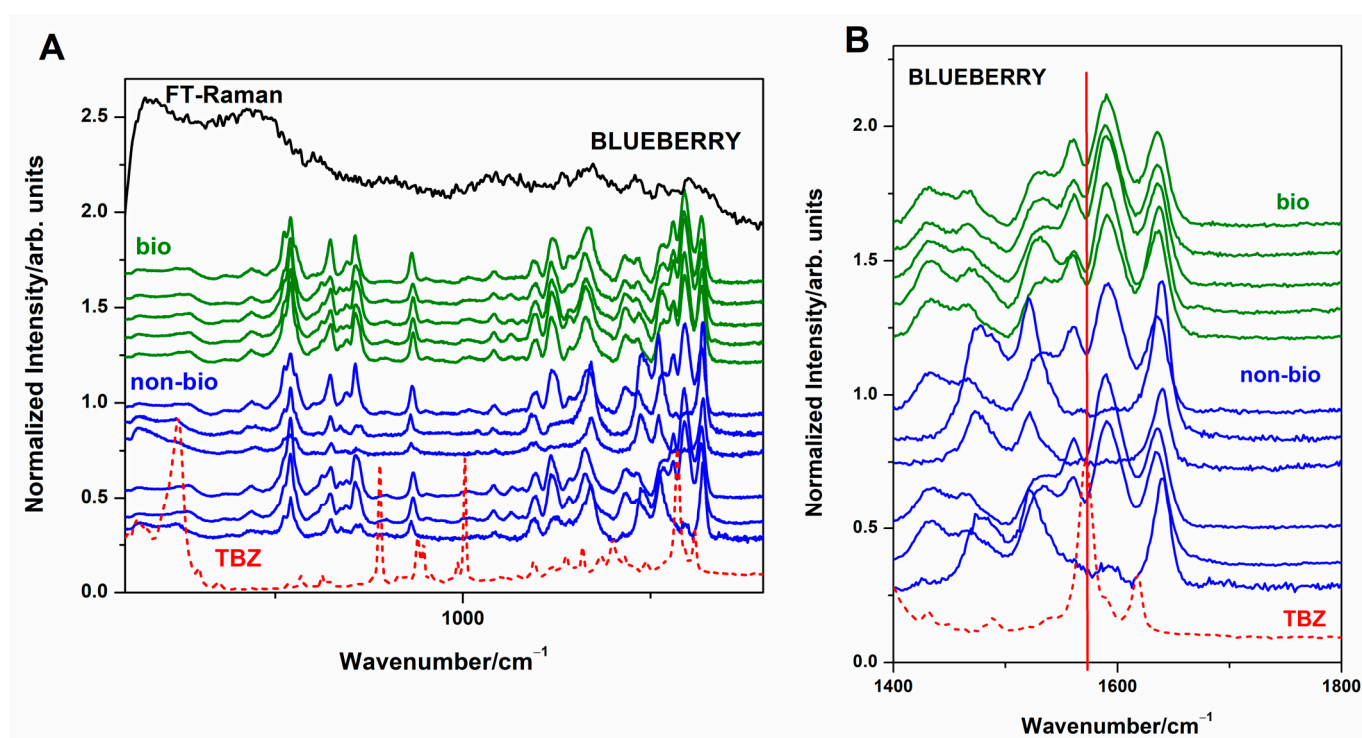 A
FT-Raman
BLUEBERRY
bio
non-bio
TBZ
Normalized Intensity/arb. units
2.5
2.0
1.5
1.0
0.5
0.0
1000
Wavenumber/cm⁻¹
B
BLUEBERRY
bio
non-bio
TBZ
Normalized Intensity/arb. units
2.0
1.5
1.0
0.5
0.0
1400
1600
1800
Wavenumber/cm⁻¹